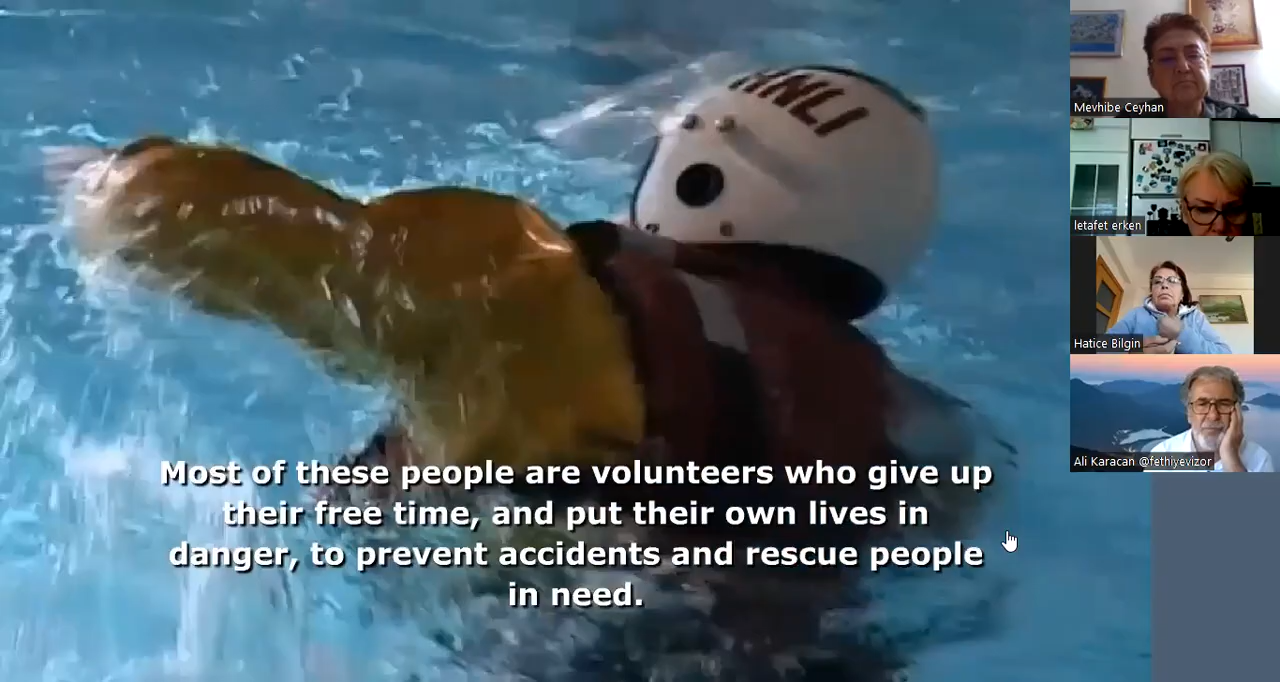 RNLI
Most of these people are volunteers who give up
their free time, and put their own lives in
danger, to prevent accidents and rescue people
in need.
Mevhibe Ceyhan
letafet erken
Hatice Bilgin
Ali Karacan @fethiyevizor